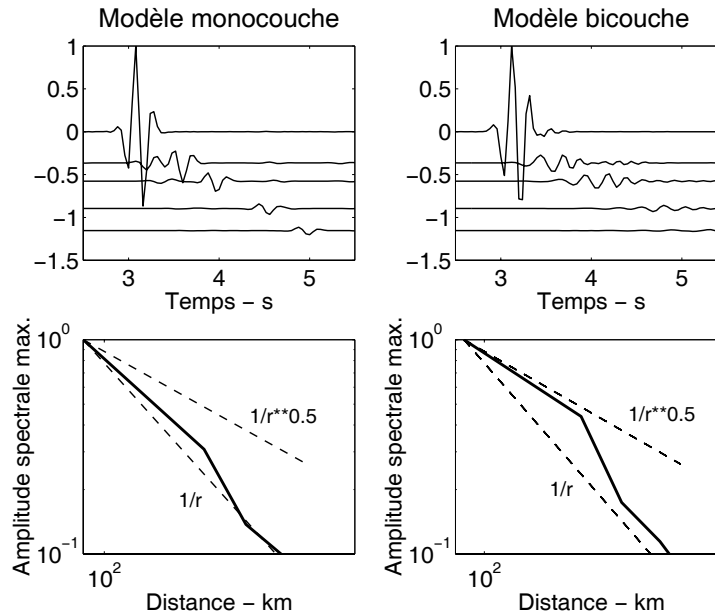 Modèle monocouche
1
0.5
0
−0.5
−1
−1.5
3
4
5
Temps − s
Modèle bicouche
1
0.5
0
−0.5
−1
−1.5
3
4
5
Temps − s
Amplitude spectrale max.
10^0
10^−1
1/r**0.5
1/r
10^2
Distance − km
Amplitude spectrale max.
10^0
10^−1
1/r**0.5
1/r
10^2
Distance − km